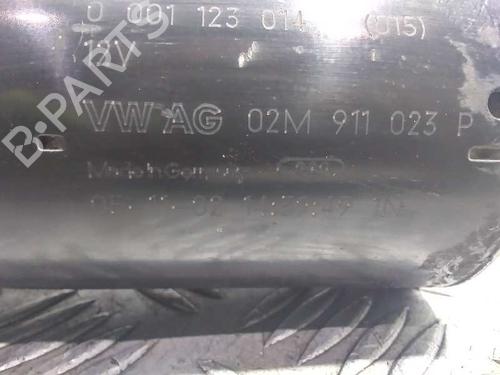 0 001 123 014 (015)
12V
VW AG 02M 911 023 P
Made in Germany
B-PARTS